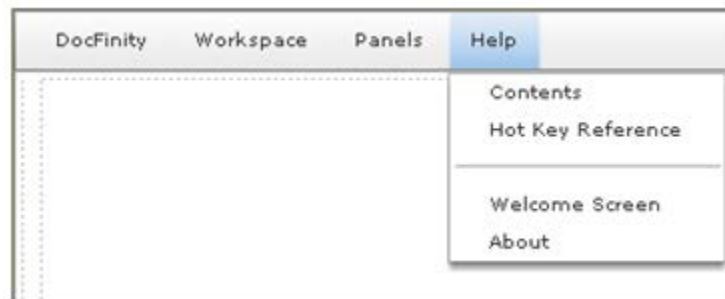 DocFinity Workspace Panels Help
Contents
Hot Key Reference
Welcome Screen
About